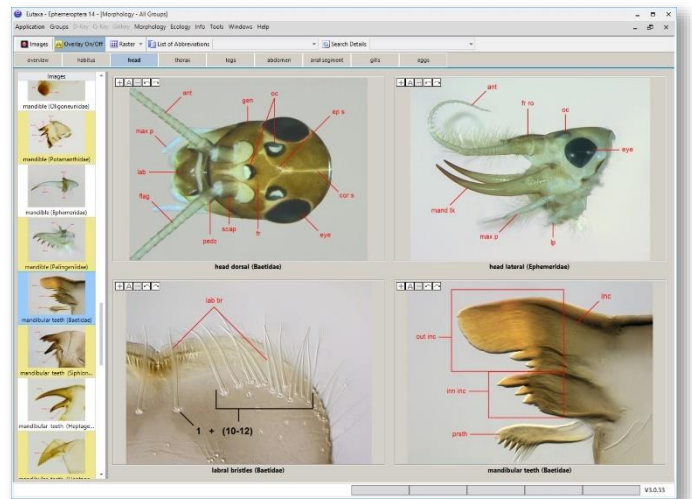 Eutaxa - Ephemeroptera 14 - [Morphology - All Groups]
Application Groups D-Key G-Key G-Key Morphology Ecology Info Tools Windows Help
Images Overlay On/Off Raster List of Abbreviations Search Details
overview habitus head thorax legs abdomen anal segment gills eggs
Images
mandible (Oligoneuriidae)
mandible (Potamanthidae)
mandible (Ephemeridae)
mandible (Palingeniidae)
mandibular teeth (Baetidae)
mandibular teeth (Siphlon...
mandibular teeth (Heptage...
ant
gen
oc
ep s
max p
lab
flag
cor s
pedc
scap
fr
eye
head dorsal (Baetidae)
ant
fr ro
oc
eye
mand tk
max p
lp
head lateral (Ephemeridae)
lab br
1 + (10-12)
labral bristles (Baetidae)
inc
out inc
inn inc
prsth
mandibular teeth (Baetidae)
V3.0.33